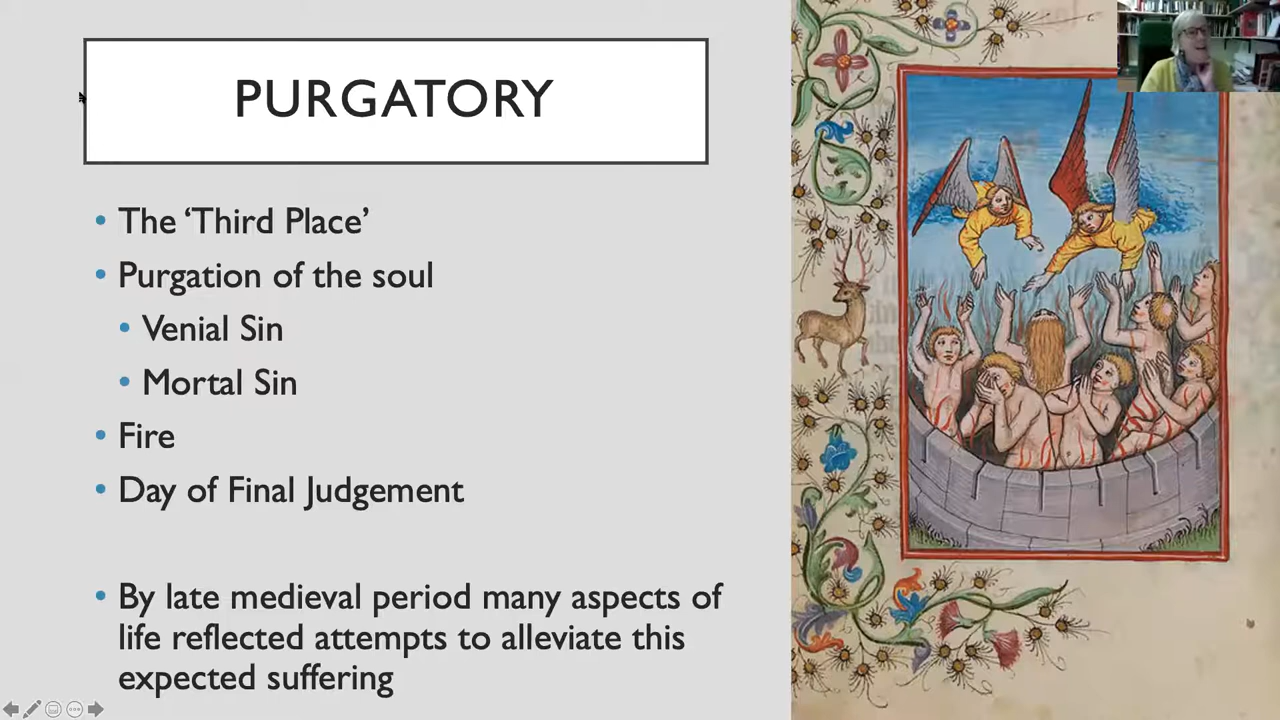 PURGATORY
• The ‘Third Place’
• Purgation of the soul
• Venial Sin
• Mortal Sin
• Fire
• Day of Final Judgement
• By late medieval period many aspects of
life reflected attempts to alleviate this
expected suffering